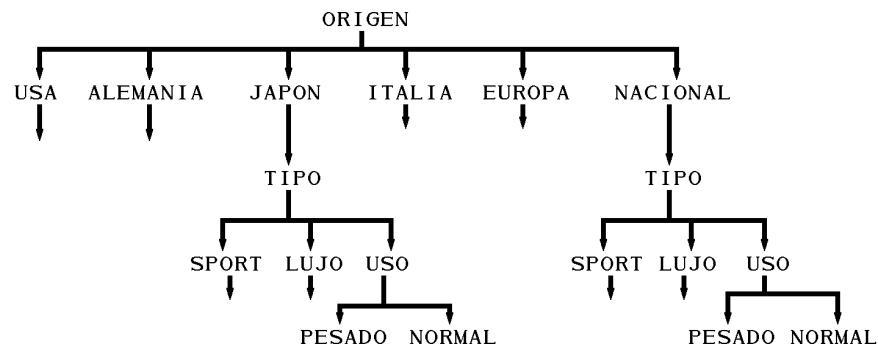 ORIGEN
USA ALEMANIA JAPON ITALIA EUROPA NACIONAL
TIPO TIPO
SPORT LUJO USO SPORT LUJO USO
PESADO NORMAL PESADO NORMAL